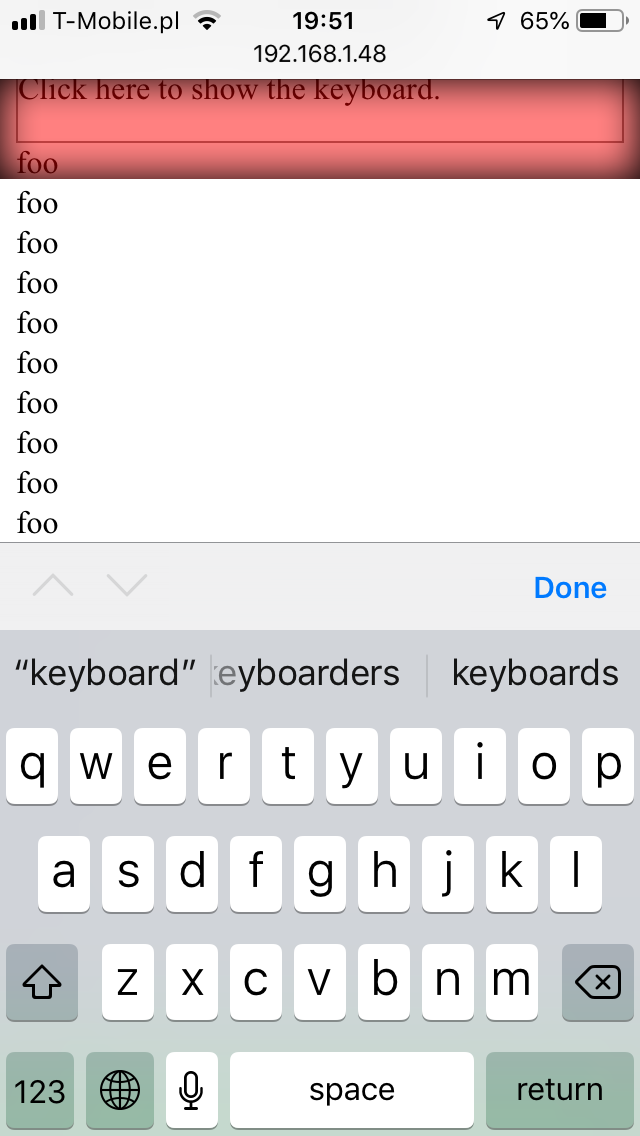 T-Mobile.pl 19:51 65%
192.168.1.48
Click here to show the keyboard.
foo
foo
foo
foo
foo
foo
foo
foo
foo
foo
Done
“keyboard” keyboarders keyboards
q w e r t y u i o p
a s d f g h j k l
z x c v b n m
123 space return